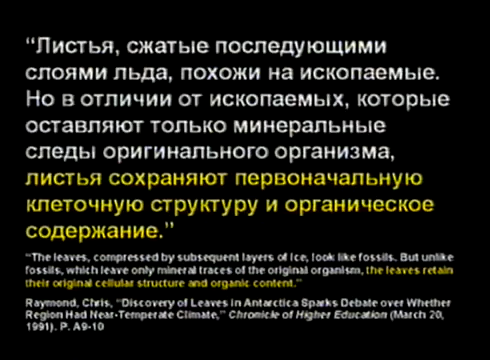 “Листья, сжатые последующими
слоями льда, похожи на ископаемые.
Но в отличии от ископаемых, которые
оставляют только минеральные
следы оригинального организма,
листья сохраняют первоначальную
клеточную структуру и органическое
содержание.”
“The leaves, compressed by subsequent layers of ice, look like fossils. But unlike
fossils, which leave only mineral traces of the original organism, the leaves retain
their original cellular structure and organic content.”
Raymond, Chris, “Discovery of Leaves in Antarctica Sparks Debate over Whether
Region Had Near-Temperate Climate,” Chronicle of Higher Education (March 20,
1991). P. A9-10